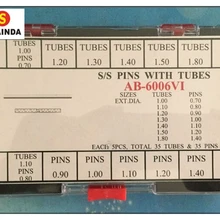 S
LINDA
TUBES
1.00
PINS
0.70
TUBES
1.20
TUBES
1.30
TUBES
1.40
TUBES
1.50
TUBES
1.80
S/S PINS WITH TUBES
AB-6006VI
SIZES
EXT.DIA.
TUBES
1.00
1.10
1.20
1.30
1.40
1.50
1.80
PINS
0.70
0.80
0.90
1.00
1.10
1.20
1.40
EACH: 5PCS, TOTAL 35 TUBES & 35 PINS
TUBES
1.10
PINS
0.80
PINS
0.90
PINS
1.00
PINS
1.10
PINS
1.20
PINS
1.40